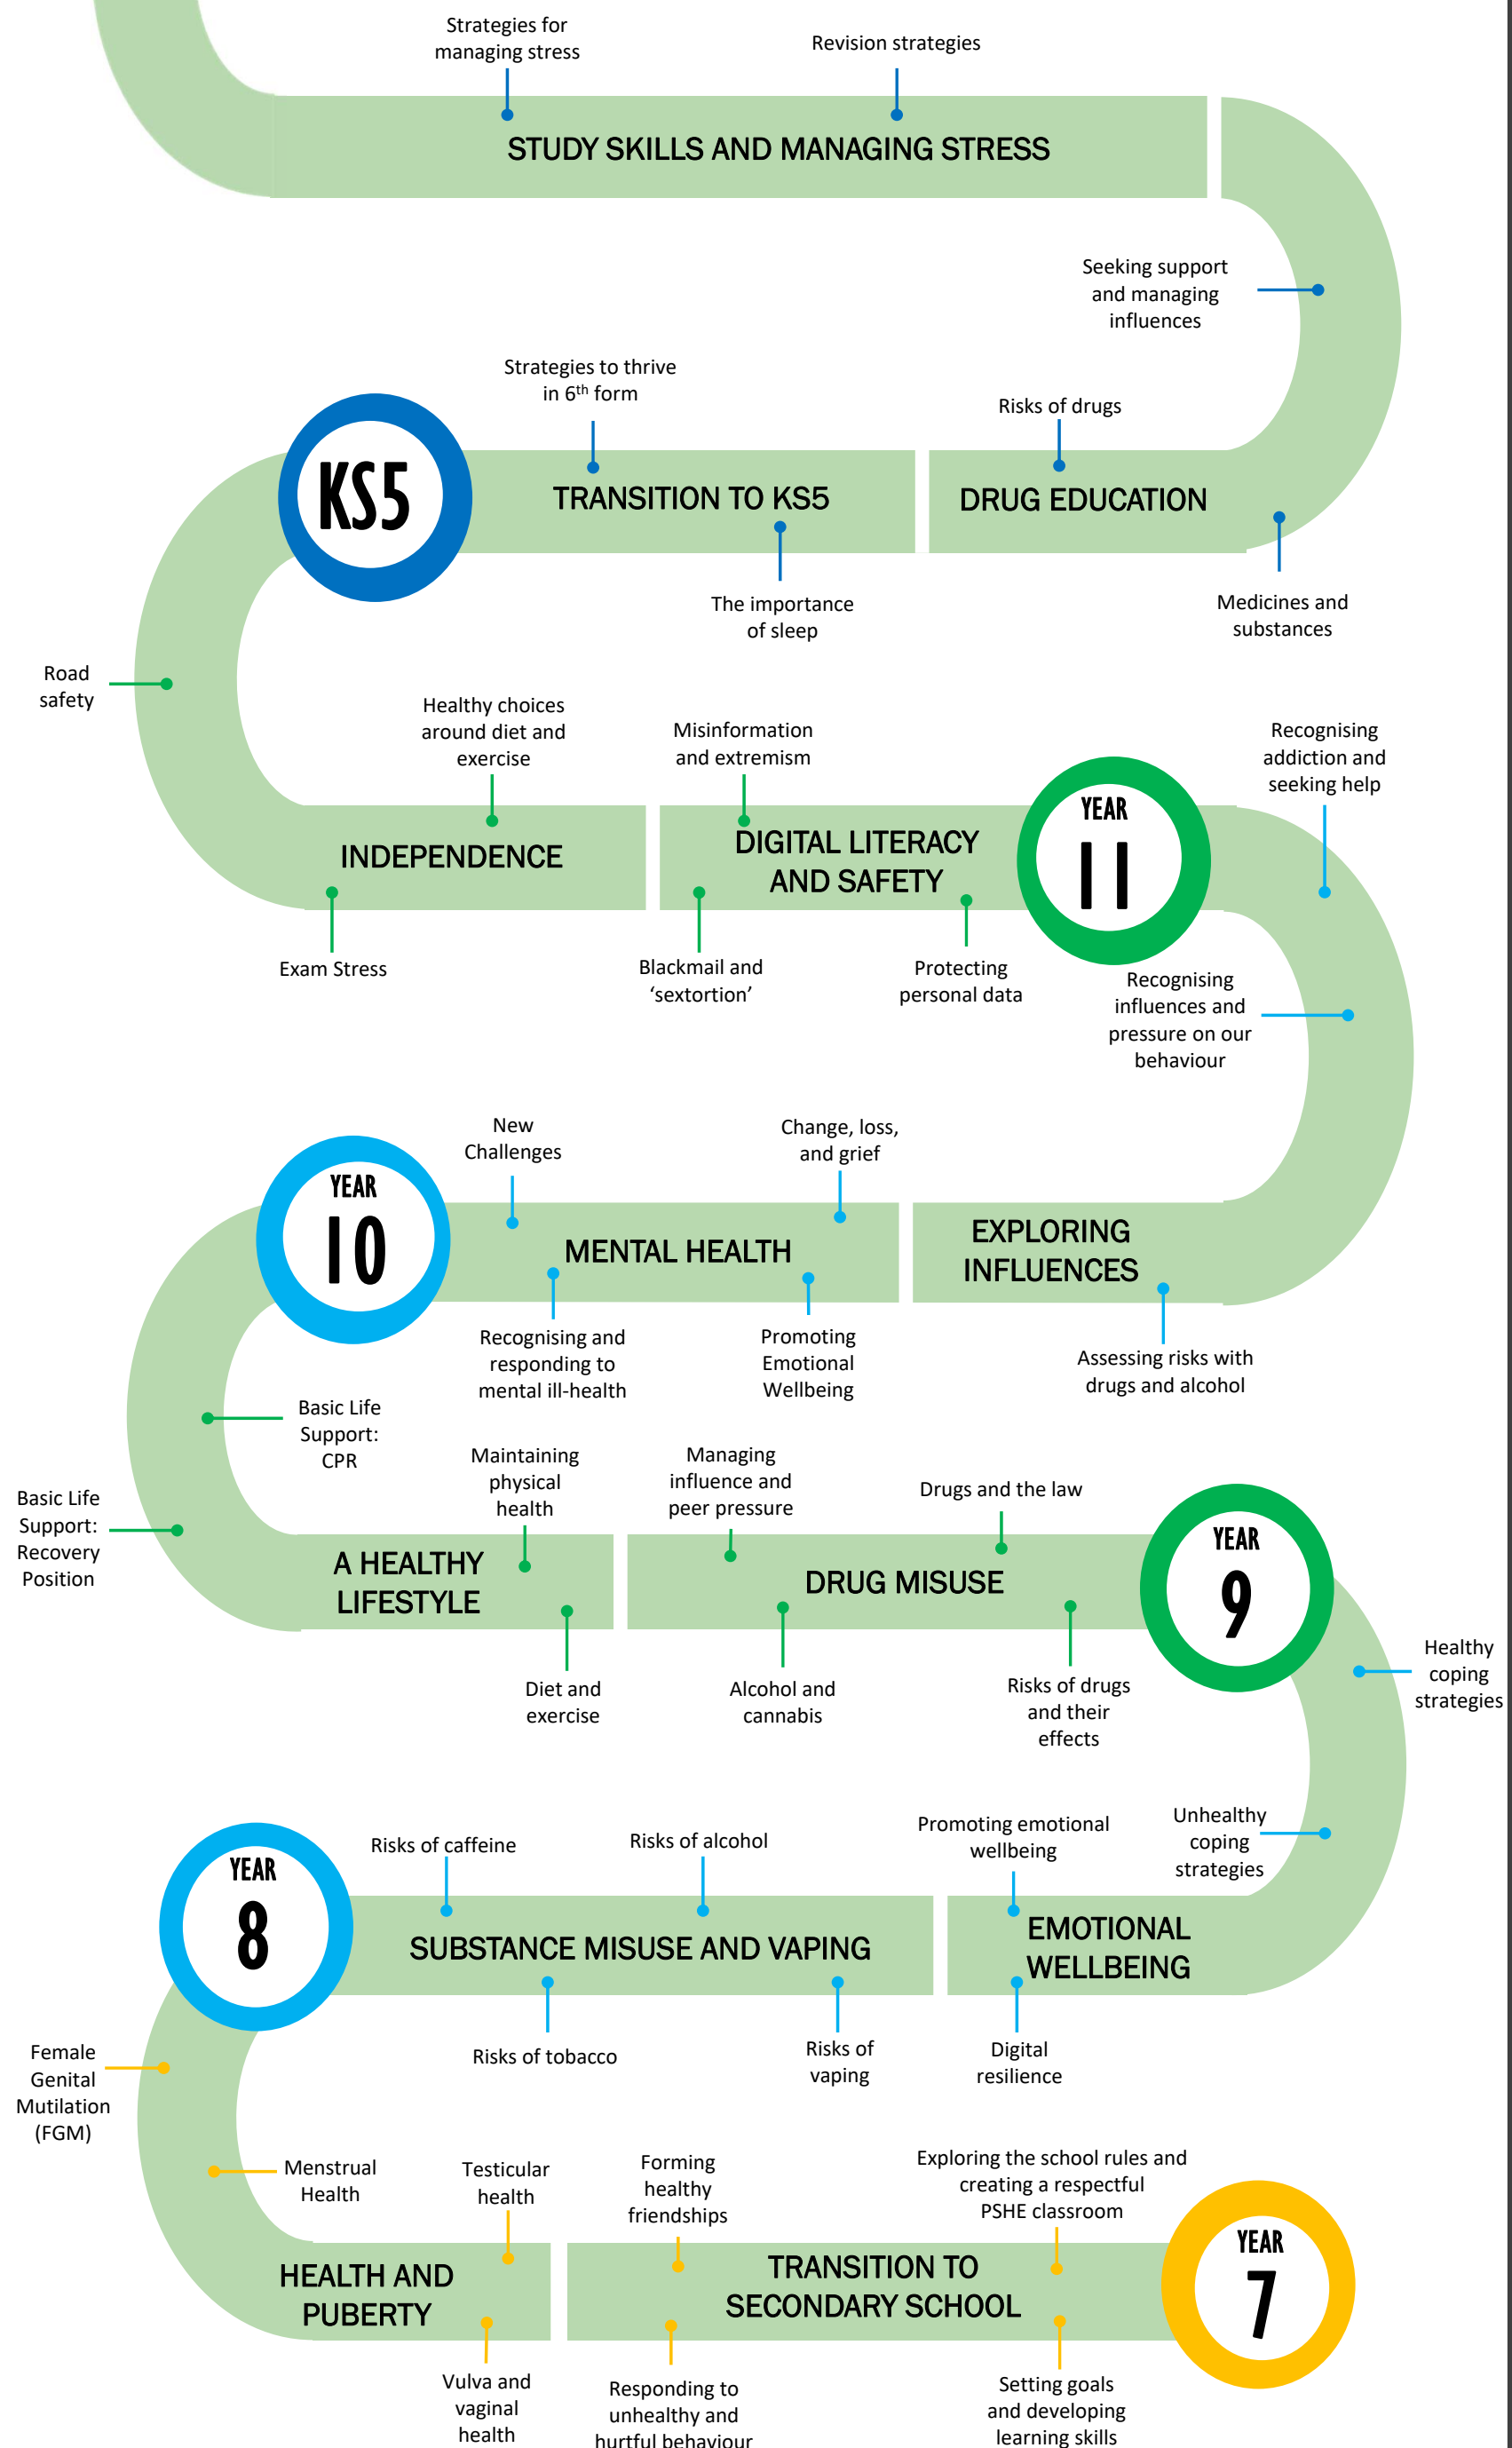 Strategies for
managing stress
Revision strategies
STUDY SKILLS AND MANAGING STRESS
Seeking support
and managing
influences
Strategies to thrive
in 6th form
Risks of drugs
KS5
TRANSITION TO KS5
DRUG EDUCATION
The importance
of sleep
Medicines and
substances
Road
safety
Healthy choices
around diet and
exercise
Misinformation
and extremism
Recognising
addiction and
seeking help
YEAR
11
INDEPENDENCE
DIGITAL LITERACY
AND SAFETY
Exam Stress
Blackmail and
‘sextortion’
Protecting
personal data
Recognising
influences and
pressure on our
behaviour
New
Challenges
Change, loss,
and grief
YEAR
10
MENTAL HEALTH
EXPLORING
INFLUENCES
Recognising and
responding to
mental ill-health
Promoting
Emotional
Wellbeing
Assessing risks with
drugs and alcohol
Basic Life
Support:
CPR
Basic Life
Support:
Recovery
Position
Maintaining
physical
health
Managing
influence and
peer pressure
Drugs and the law
YEAR
9
A HEALTHY
LIFESTYLE
DRUG MISUSE
Diet and
exercise
Alcohol and
cannabis
Risks of drugs
and their
effects
Healthy
coping
strategies
Unhealthy
coping
strategies
Risks of caffeine
Risks of alcohol
Promoting emotional
wellbeing
YEAR
8
SUBSTANCE MISUSE AND VAPING
EMOTIONAL
WELLBEING
Risks of tobacco
Risks of
vaping
Digital
resilience
Female
Genital
Mutilation
(FGM)
Menstrual
Health
Testicular
health
Forming
healthy
friendships
Exploring the school rules and
creating a respectful
PSHE classroom
YEAR
7
HEALTH AND
PUBERTY
TRANSITION TO
SECONDARY SCHOOL
Vulva and
vaginal
health
Responding to
unhealthy and
hurtful behaviour
Setting goals
and developing
learning skills